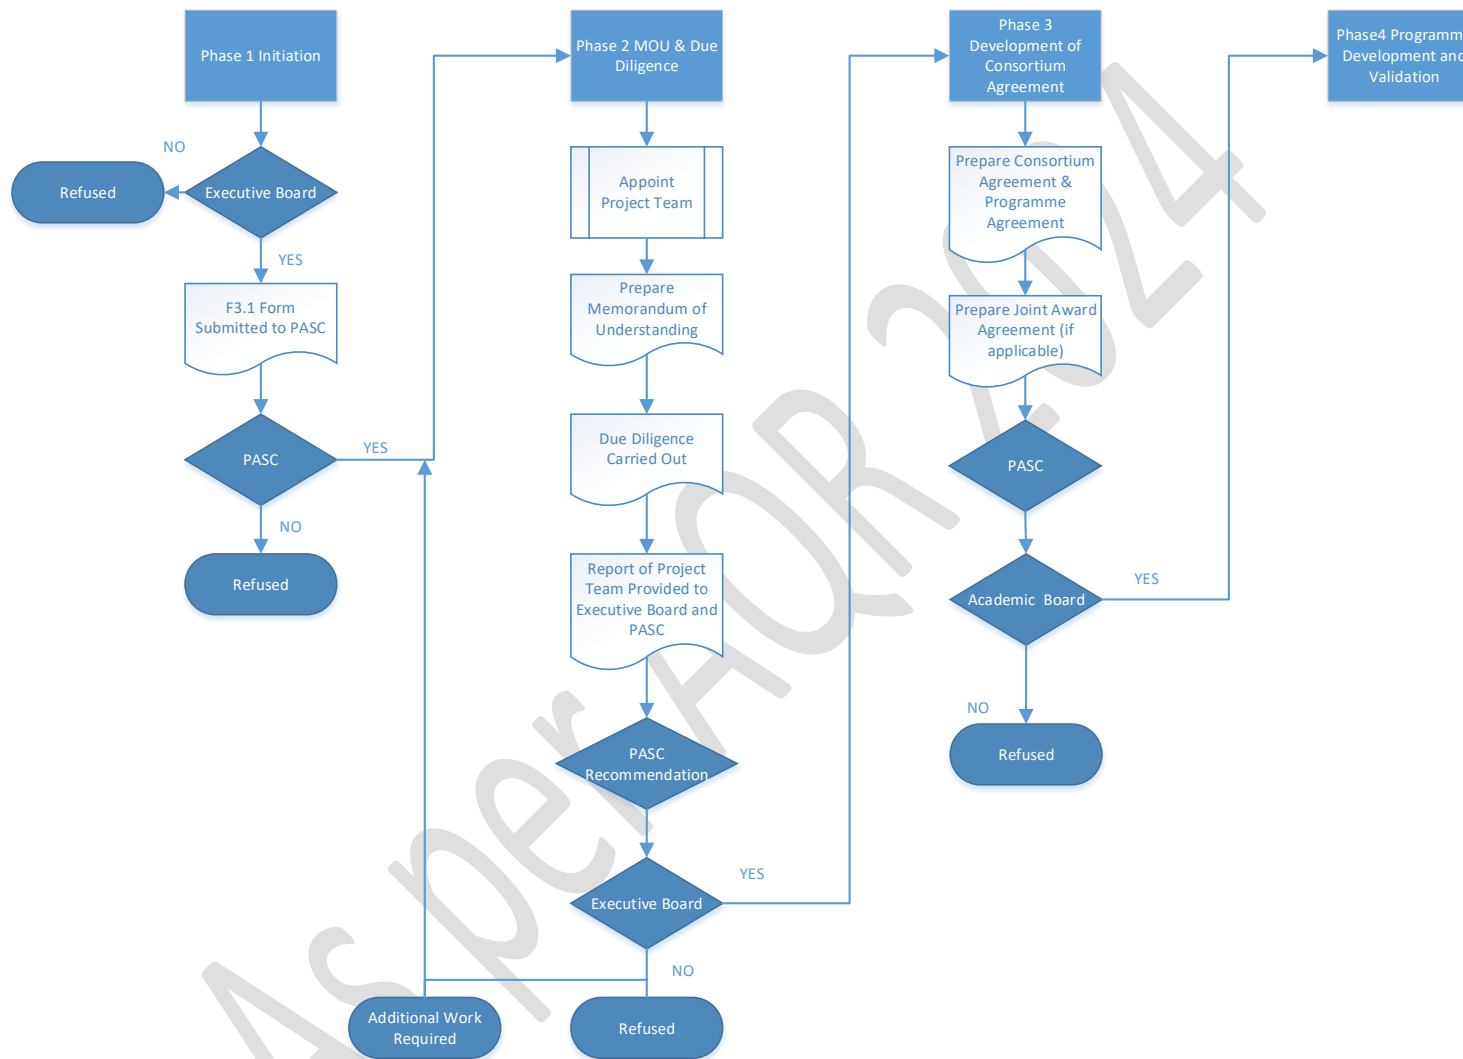 Phase 1 Initiation
NO
Refused
Executive Board
YES
F3.1 Form
Submitted to PASC
PASC
YES
NO
Refused
Phase 2 MOU & Due
Diligence
Appoint
Project Team
Prepare
Memorandum of
Understanding
Due Diligence
Carried Out
Report of Project
Team Provided to
Executive Board and
PASC
PASC
Recommendation
Executive Board
YES
NO
Additional Work
Required
Refused
Phase 3
Development of
Consortium
Agreement
Prepare Consortium
Agreement &
Programme
Agreement
Prepare Joint Award
Agreement (if
applicable)
PASC
Academic Board
YES
NO
Refused
Phase4 Programm
Development and
Validation
As per AQR 2024